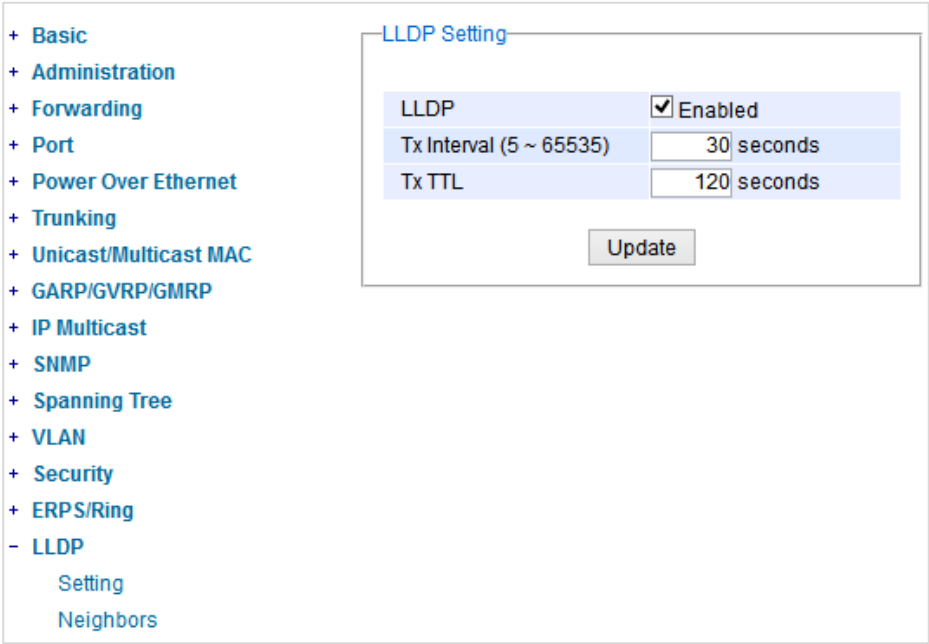 + Basic
+ Administration
+ Forwarding
+ Port
+ Power Over Ethernet
+ Trunking
+ Unicast/Multicast MAC
+ GARP/GVRP/GMRP
+ IP Multicast
+ SNMP
+ Spanning Tree
+ VLAN
+ Security
+ ERPS/Ring
− LLDP
Setting
Neighbors
LLDP Setting
LLDP Enabled
Tx Interval (5 ~ 65535) 30 seconds
Tx TTL 120 seconds
Update